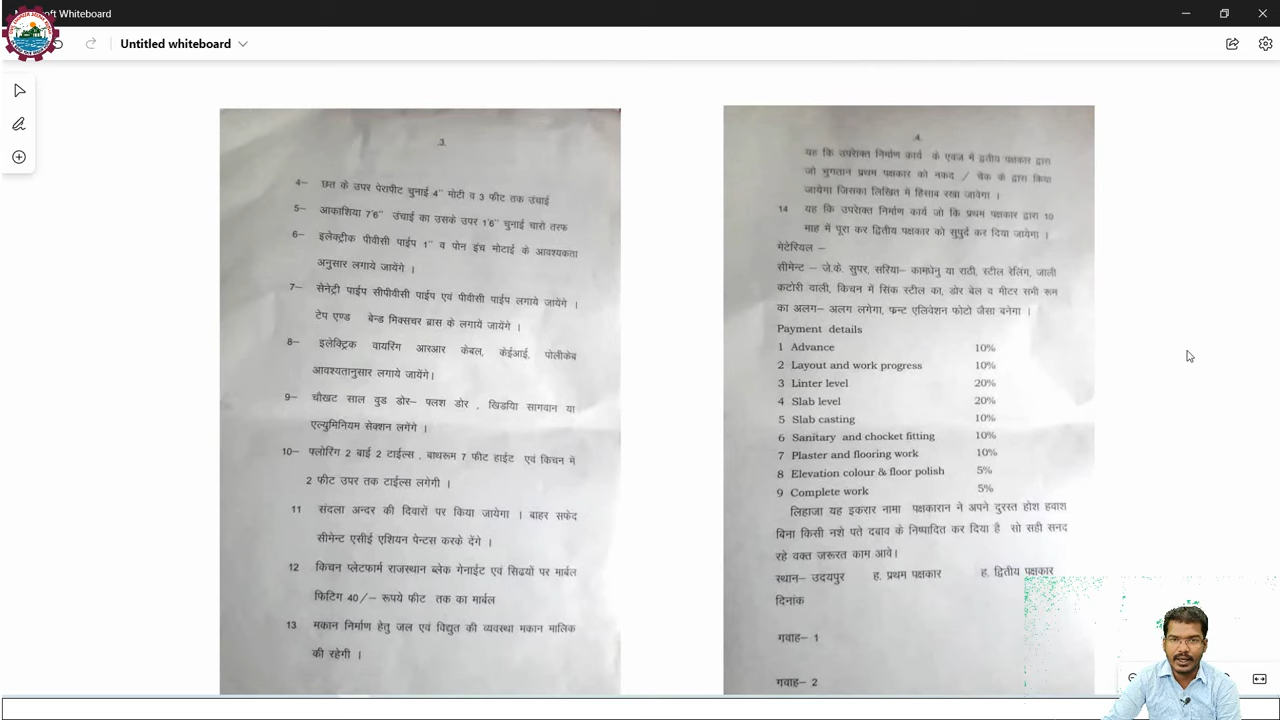 Whiteboard
Untitled whiteboard
.3.
4– छत के उपर पेरापीट चुनाई 4" मोटी व 3 फीट तक उंचाई
5– आकाशिया 7'6" उंचाई का उसके उपर 1'6" चुनाई चारो तरफ
6– इलेक्ट्रीक पीवीसी पाईप 1" व पोन इंच मोटाई के आवश्यकता
अनुसार लगाये जायेंगे ।
7– सेनेट्री पाईप सीपीवीसी पाईप एवं पीवीसी पाईप लगाये जायेंगे ।
टेप एण्ड बेन्ड मिक्सचर ब्रास के लगायें जायेंगे ।
8– इलेक्ट्रिक वायरिंग आरआर केबल, केईआई, पोलीकेब
आवश्यतानुसार लगाये जायेंगे।
9– चौखट साल वुड डोर– फ्लश डोर , खिडयिा सागवान या
एल्युमिनियम सेक्शन लगेंगे ।
10– फ्लोरिंग 2 बाई 2 टाईल्स , बाथरूम 7 फीट हाईट एवं किचन में
2 फीट उपर तक टाईल्स लगेगी ।
11 संदला अन्दर की दिवारों पर किया जायेगा । बाहर सफेद
सीमेन्ट एसीई एशियन पेन्टस करके देंगे ।
12 किचन प्लेटफार्म राजस्थान ब्लेक गेनाईट एवं सिढयों पर मार्बल
फिटिग 40/– रूपये फीट तक का मार्बल
13 मकान निर्माण हेतु जल एवं विद्युत की व्यवस्था मकान मालिक
की रहेगी ।
.4.
यह कि उपरोक्त निर्माण कार्य के एवज में द्वतीय पक्षकार द्वारा
जो भुगतान प्रथम पक्षकार को नकद / चेक के द्वारा किया
जायेगा जिसका लिखित में हिसाब रखा जावेगा ।
14 यह कि उपरोक्त निर्माण कार्य जो कि प्रथम पक्षकार द्वारा 10
माह में पूरा कर द्वितीय पक्षकार को सुपुर्द कर दिया जायेगा ।
मेटेरियल –
सीमेन्ट – जे.के. सुपर, सरिया– कामधेनु या राठी, स्टील रेलिंग, जाली
कटोरी वाली, किचन में सिंक स्टील का, डोर बेल व मीटर सभी रूम
का अलग– अलग लगेगा, फ्रन्ट एलिवेशन फोटो जैसा बनेगा ।
Payment details
1 Advance 10%
2 Layout and work progress 10%
3 Linter level 20%
4 Slab level 20%
5 Slab casting 10%
6 Sanitary and chocket fitting 10%
7 Plaster and flooring work 10%
8 Elevation colour & floor polish 5%
9 Complete work 5%
लिहाजा यह इकरार नामा पक्षकारान ने अपने दुरस्त होश हवाश
बिना किसी नशे पते दबाव के निष्पादित कर दिया है सो सही सनद
रहे वक्त जरूरत काम आवे।
स्थान– उदयपुर ह. प्रथम पक्षकार ह. द्वितीय पक्षकार
दिनांक
गवाह– 1
गवाह– 2